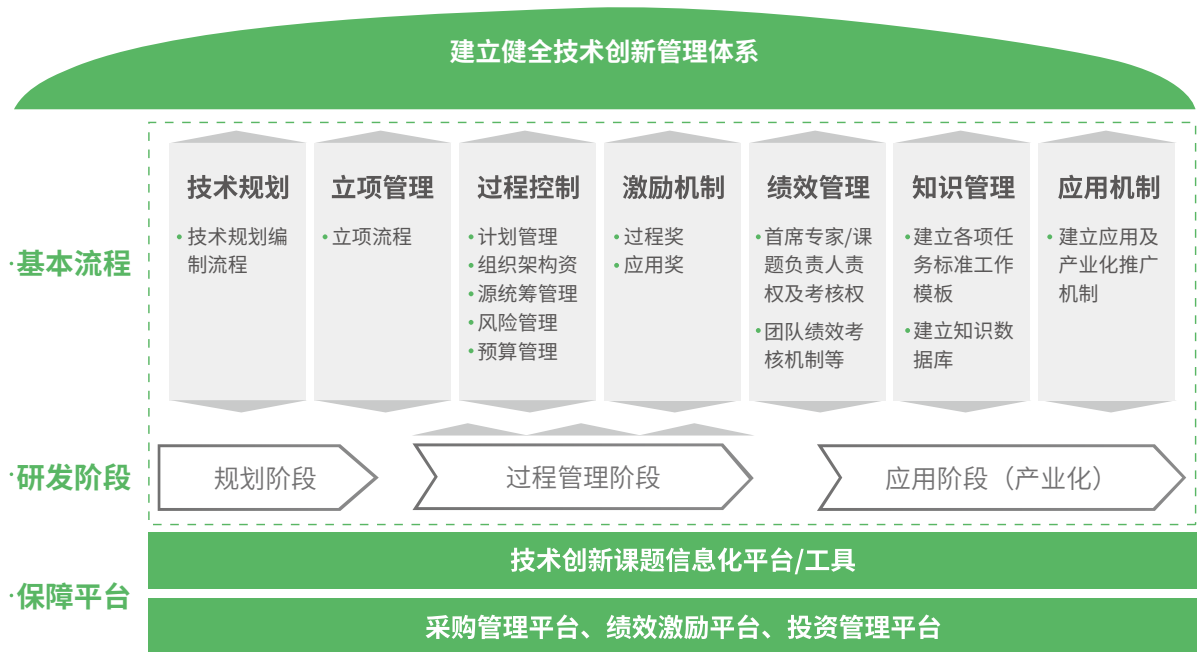 建立健全技术创新管理体系
·基本流程
技术规划
• 技术规划编
制流程
立项管理
• 立项流程
过程控制
• 计划管理
• 组织架构资
• 源统筹管理
• 风险管理
• 预算管理
激励机制
• 过程奖
• 应用奖
绩效管理
• 首席专家/课
题负责人责
权及考核权
• 团队绩效考
核机制等
知识管理
• 建立各项任
务标准工作
模板
• 建立知识数
据库
应用机制
• 建立应用及
产业化推广
机制
·研发阶段
规划阶段
过程管理阶段
应用阶段（产业化）
·保障平台
技术创新课题信息化平台/工具
采购管理平台、绩效激励平台、投资管理平台